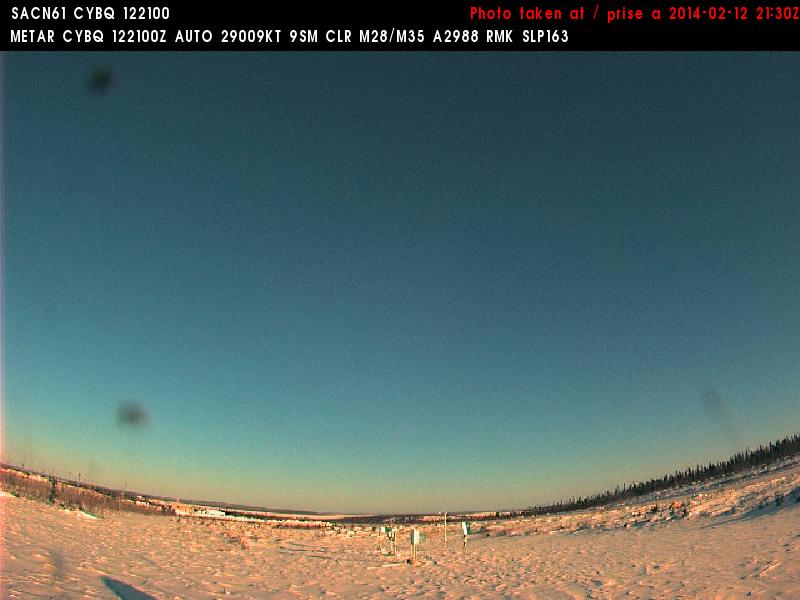 SACN61 CYBQ 122100
Photo taken at / prise a 2014-02-12 21:30Z
METAR CYBQ 122100Z AUTO 29009KT 9SM CLR M28/M35 A2988 RMK SLP163